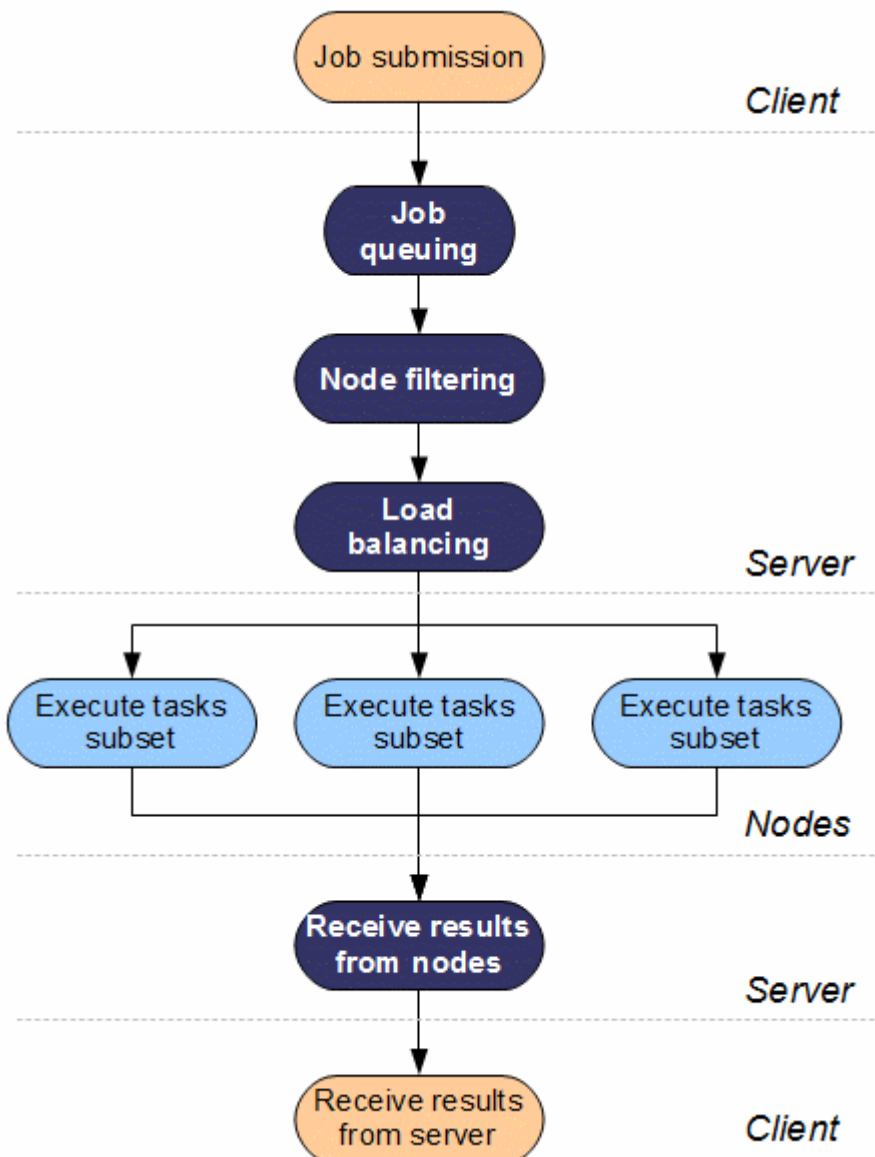 Job submission
Client
Job
queuing
Node filtering
Load
balancing
Server
Execute tasks
subset
Execute tasks
subset
Execute tasks
subset
Nodes
Receive results
from nodes
Server
Receive results
from server
Client